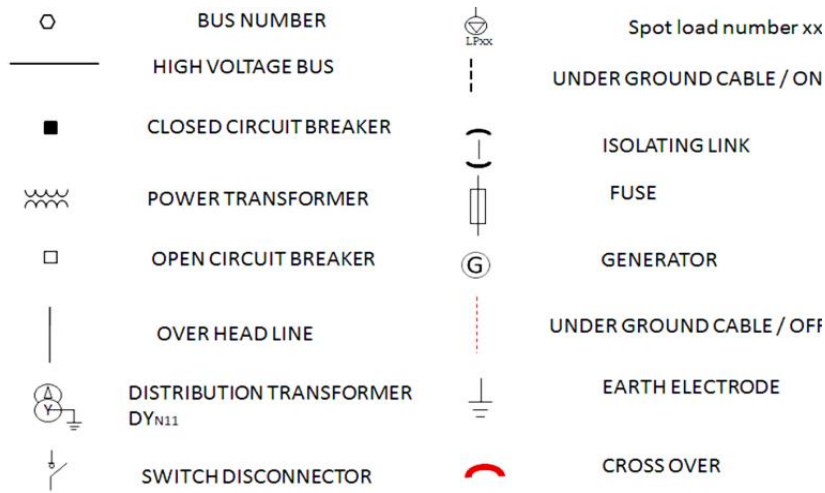 BUS NUMBER
HIGH VOLTAGE BUS
CLOSED CIRCUIT BREAKER
POWER TRANSFORMER
OPEN CIRCUIT BREAKER
OVER HEAD LINE
Δ
Y
DISTRIBUTION TRANSFORMER
DYN11
SWITCH DISCONNECTOR
LPxx
Spot load number xx
UNDER GROUND CABLE / ON
ISOLATING LINK
FUSE
G
GENERATOR
UNDER GROUND CABLE / OFF
EARTH ELECTRODE
CROSS OVER